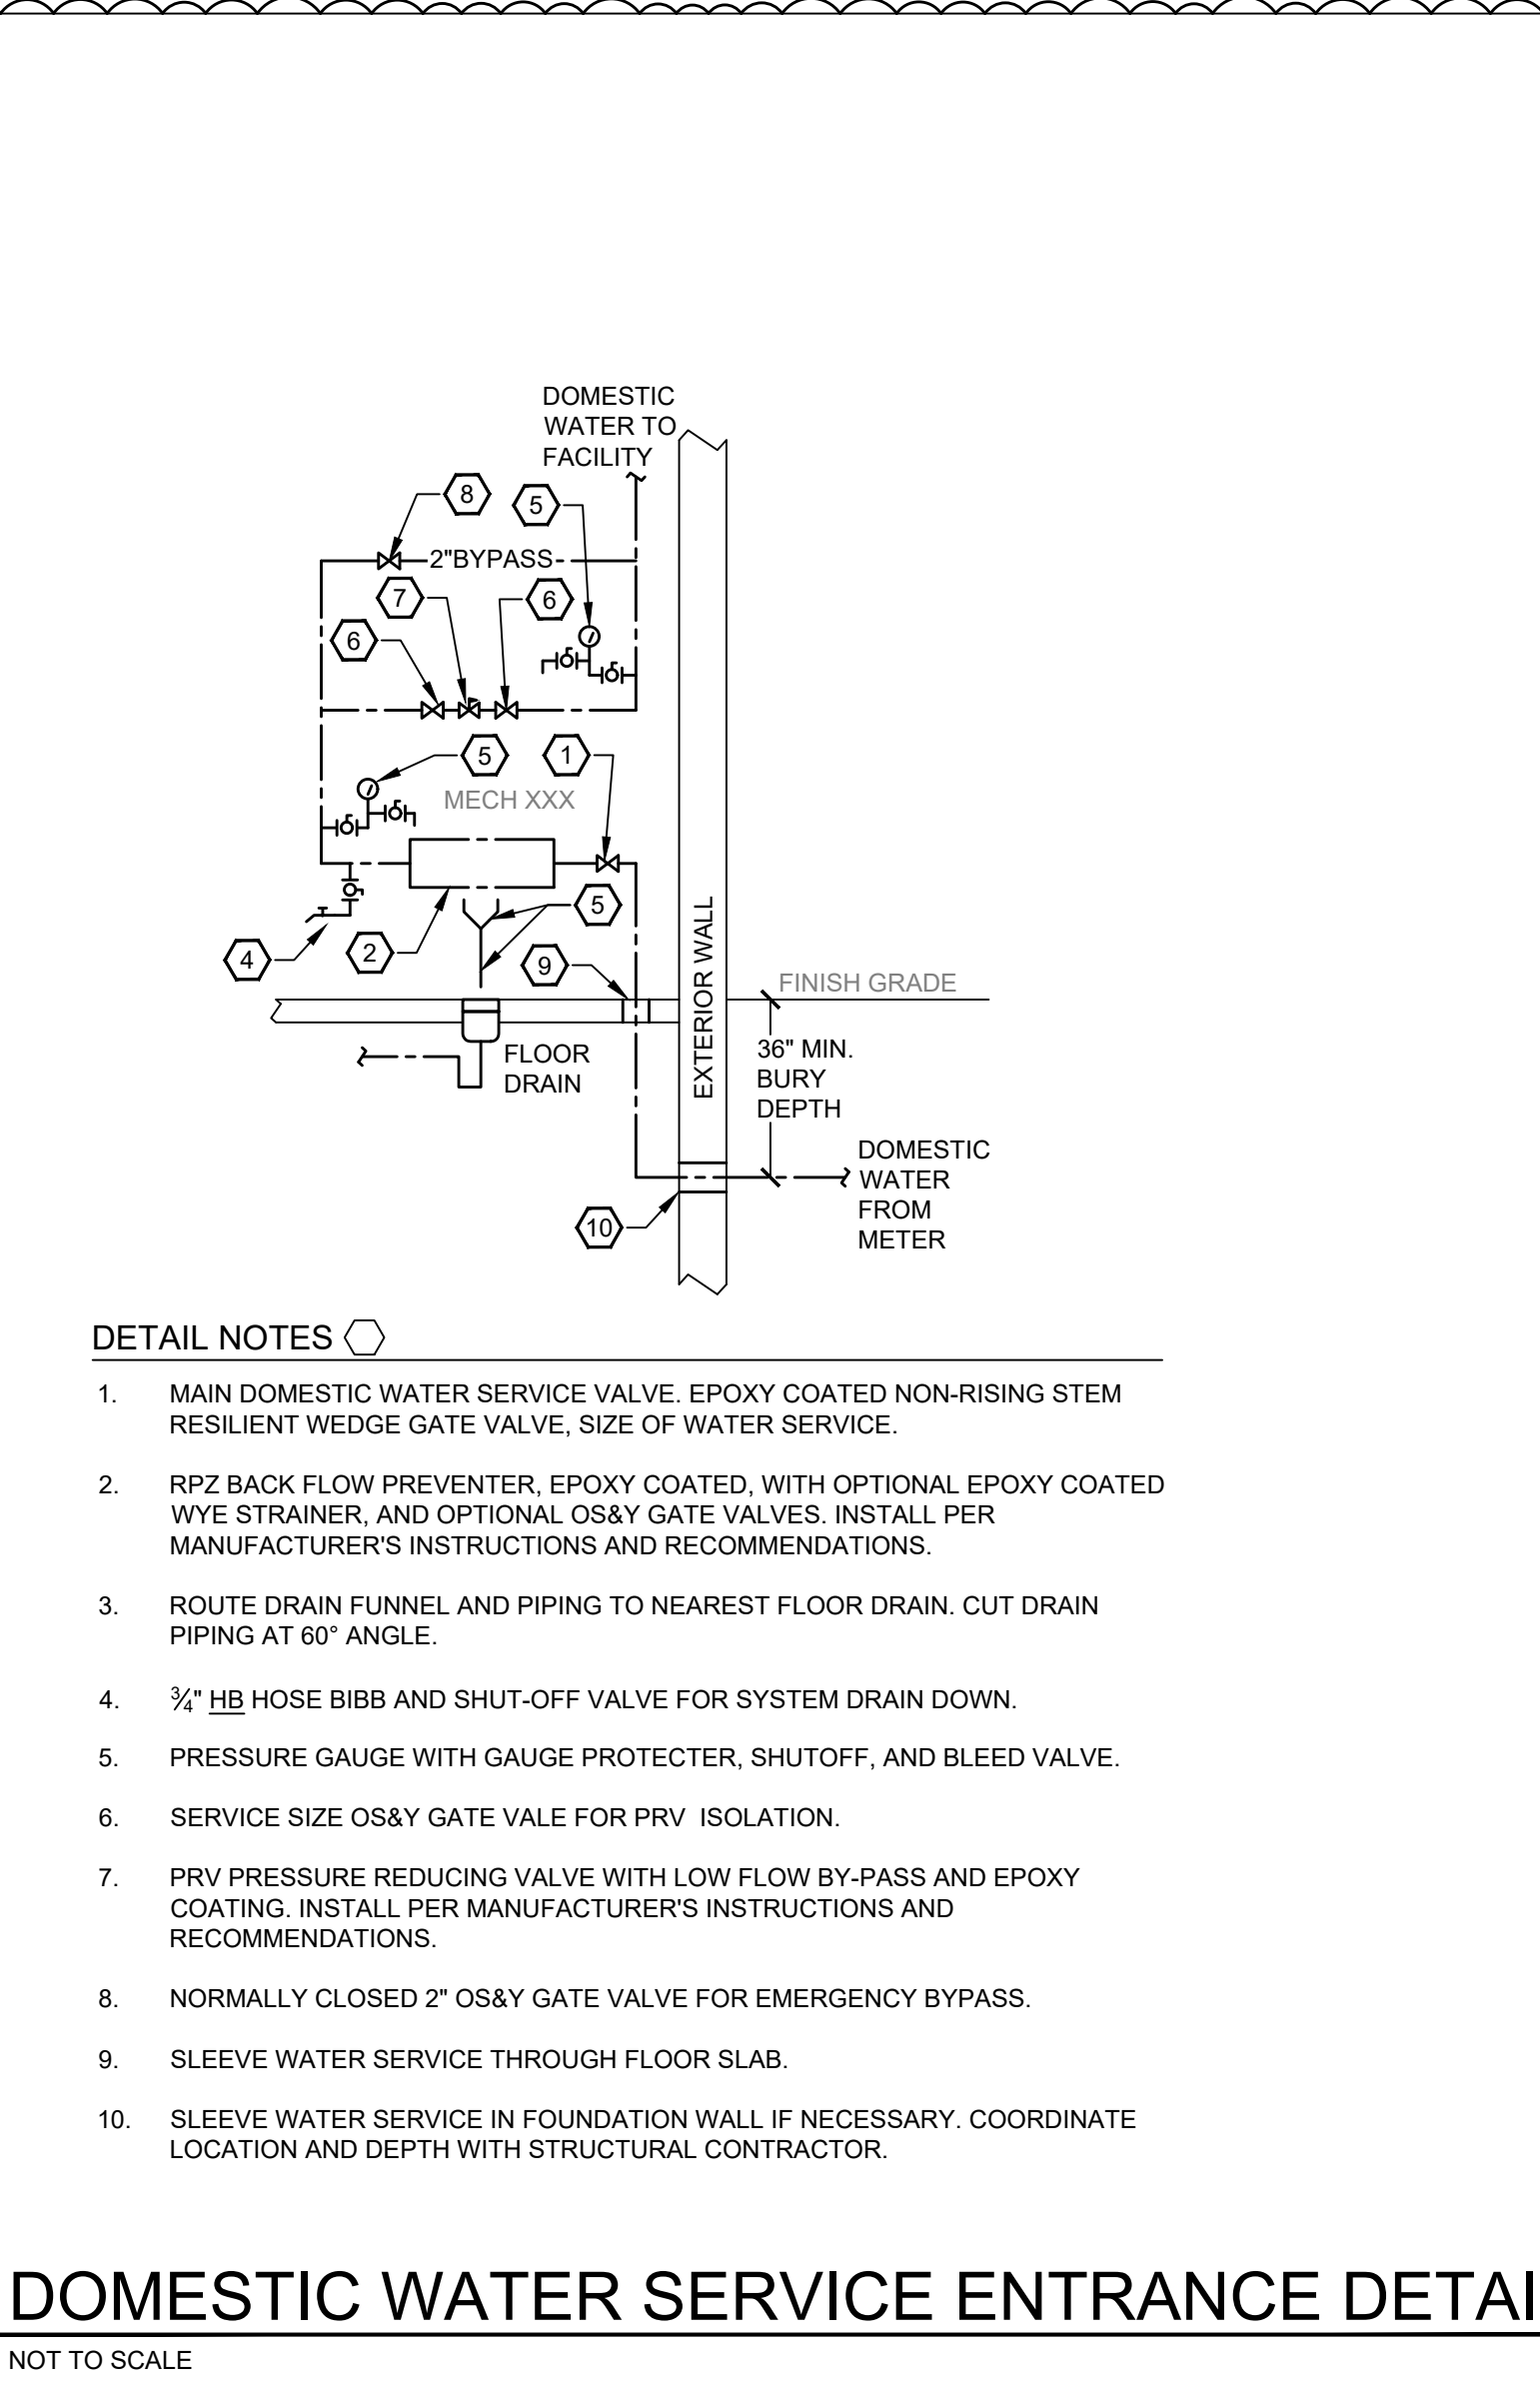 DOMESTIC
WATER TO
FACILITY
8
5
2"BYPASS
7
6
6
5
1
MECH XXX
5
4
2
9
EXTERIOR WALL
FINISH GRADE
FLOOR
DRAIN
36" MIN.
BURY
DEPTH
DOMESTIC
WATER
FROM
METER
10
DETAIL NOTES
1. MAIN DOMESTIC WATER SERVICE VALVE. EPOXY COATED NON-RISING STEM
RESILIENT WEDGE GATE VALVE, SIZE OF WATER SERVICE.
2. RPZ BACK FLOW PREVENTER, EPOXY COATED, WITH OPTIONAL EPOXY COATED
WYE STRAINER, AND OPTIONAL OS&Y GATE VALVES. INSTALL PER
MANUFACTURER'S INSTRUCTIONS AND RECOMMENDATIONS.
3. ROUTE DRAIN FUNNEL AND PIPING TO NEAREST FLOOR DRAIN. CUT DRAIN
PIPING AT 60° ANGLE.
4. ¾" HB HOSE BIBB AND SHUT-OFF VALVE FOR SYSTEM DRAIN DOWN.
5. PRESSURE GAUGE WITH GAUGE PROTECTER, SHUTOFF, AND BLEED VALVE.
6. SERVICE SIZE OS&Y GATE VALE FOR PRV ISOLATION.
7. PRV PRESSURE REDUCING VALVE WITH LOW FLOW BY-PASS AND EPOXY
COATING. INSTALL PER MANUFACTURER'S INSTRUCTIONS AND
RECOMMENDATIONS.
8. NORMALLY CLOSED 2" OS&Y GATE VALVE FOR EMERGENCY BYPASS.
9. SLEEVE WATER SERVICE THROUGH FLOOR SLAB.
10. SLEEVE WATER SERVICE IN FOUNDATION WALL IF NECESSARY. COORDINATE
LOCATION AND DEPTH WITH STRUCTURAL CONTRACTOR.
DOMESTIC WATER SERVICE ENTRANCE DETAI
NOT TO SCALE